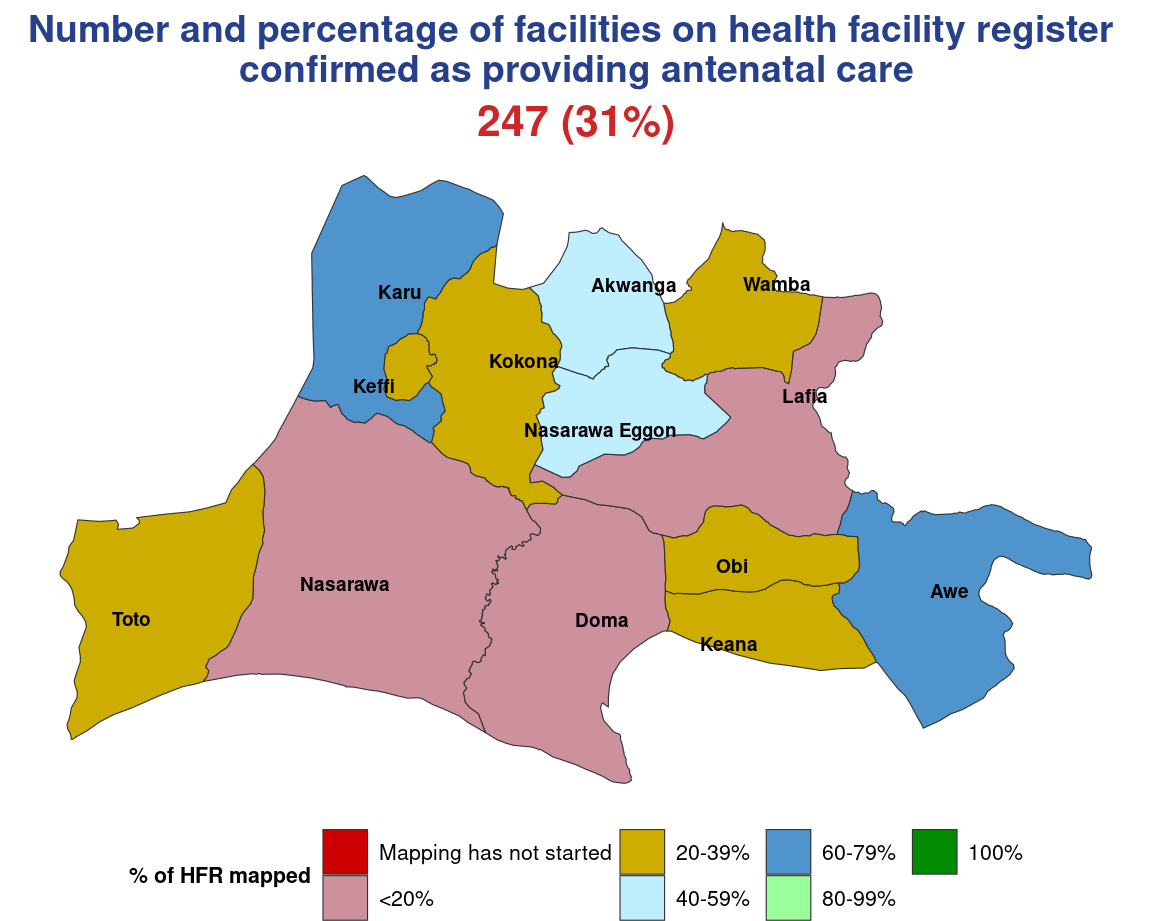 Number and percentage of facilities on health facility register
confirmed as providing antenatal care
247 (31%)
Karu
Akwanga
Wamba
Kokona
Keffi
Lafia
Nasarawa Eggon
Obi
Nasarawa
Awe
Toto
Doma
Keana
% of HFR mapped
Mapping has not started
<20%
20-39%
40-59%
60-79%
80-99%
100%